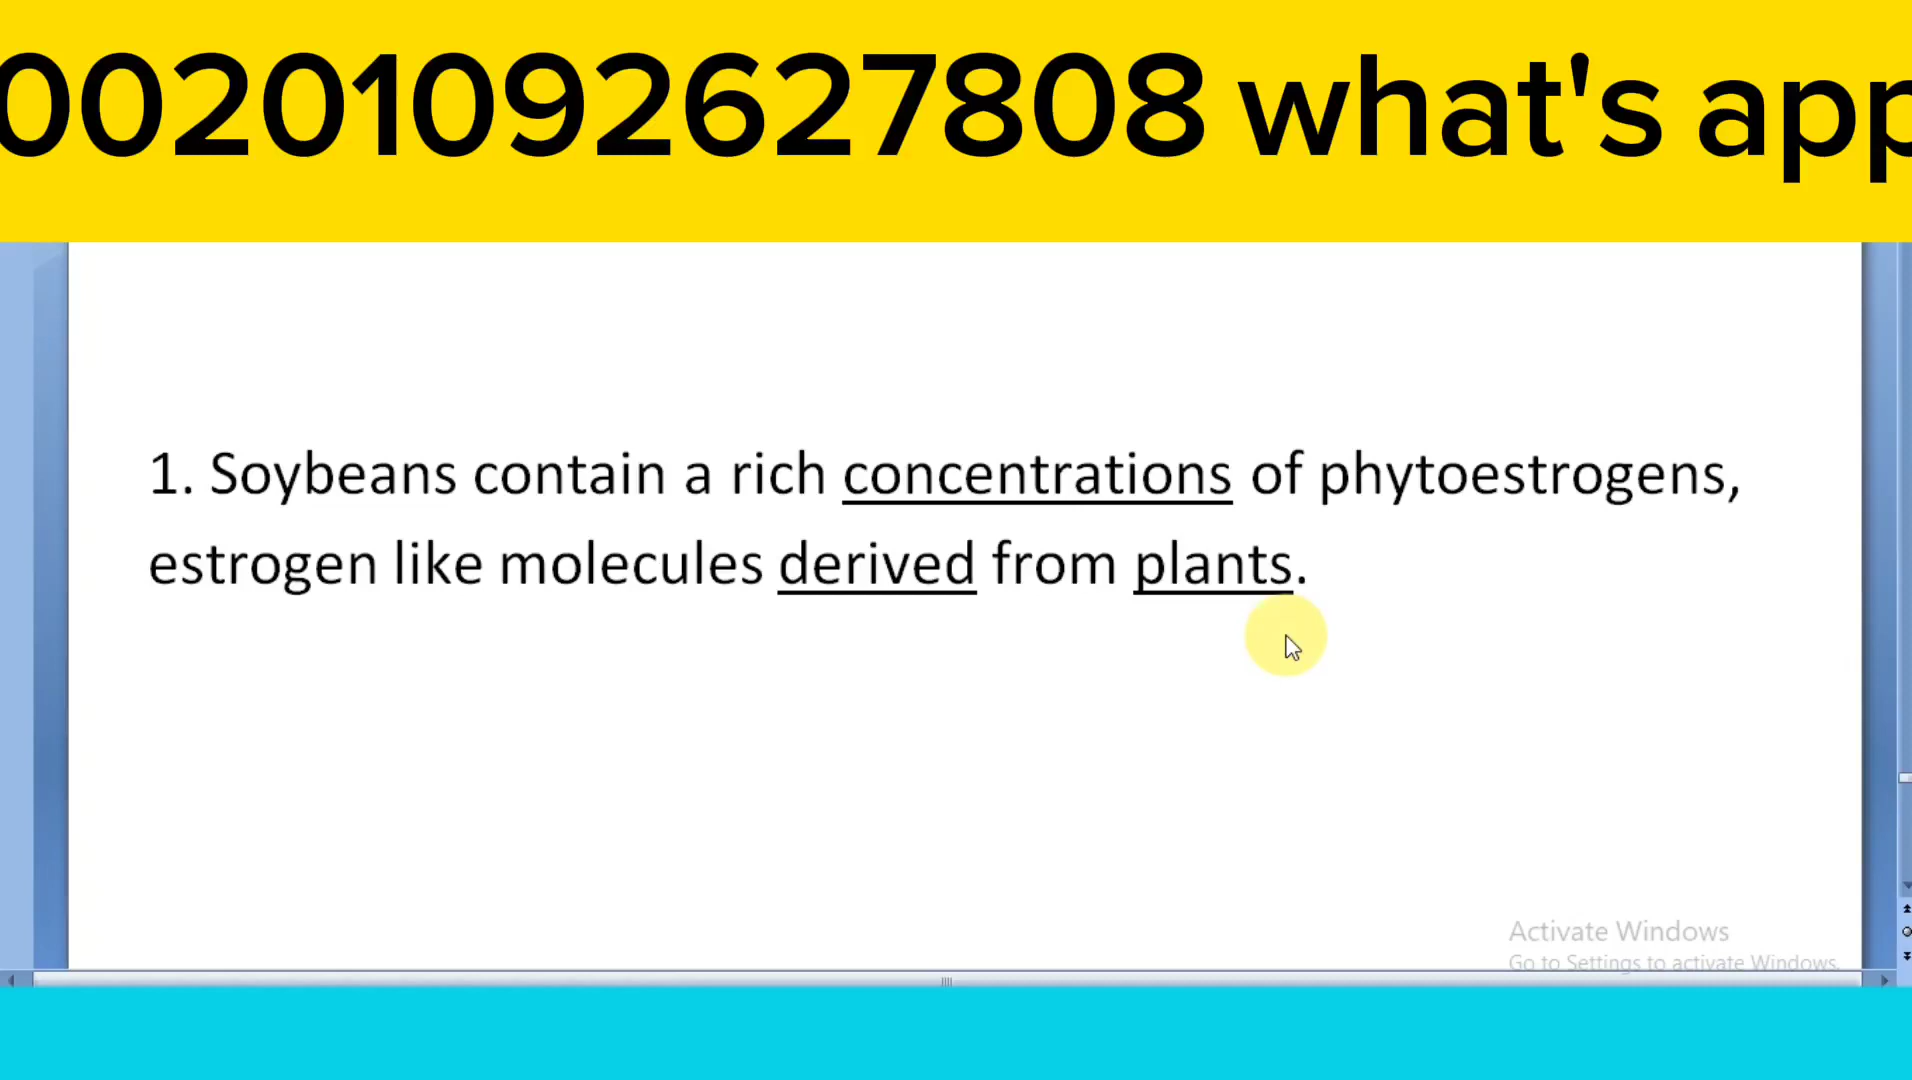 00201092627808 what's app
1. Soybeans contain a rich concentrations of phytoestrogens,
estrogen like molecules derived from plants.
Activate Windows
Go to Settings to activate Windows.